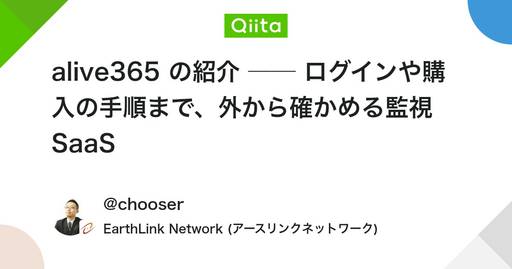 Qiita
alive365 の紹介 ── ログインや購
入の手順まで、外から確かめる監視
SaaS
@chooser
EarthLink Network (アースリンクネットワーク)